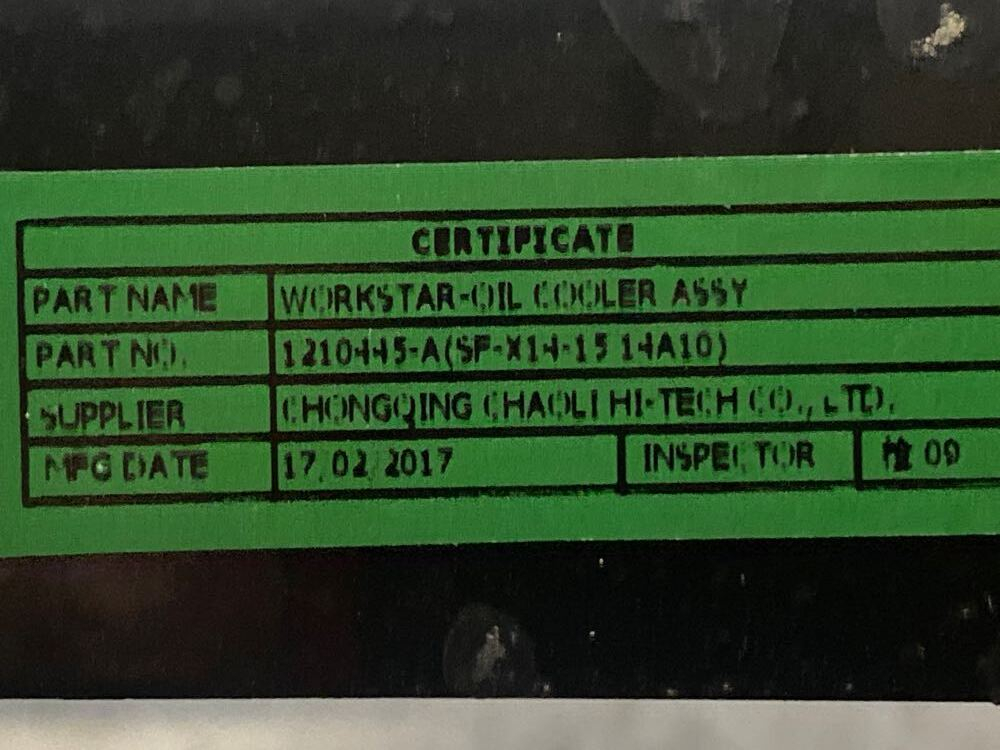 CERTIFICATE
PART NAME WORKSTAR-OIL COOLER ASSY
PART NO. 1210445-A(SP-X14-15 14A10)
SUPPLIER CHONGQING CHAOLI HI-TECH CO., LTD.
MFG DATE 17.02.2017 INSPECTOR 检 09